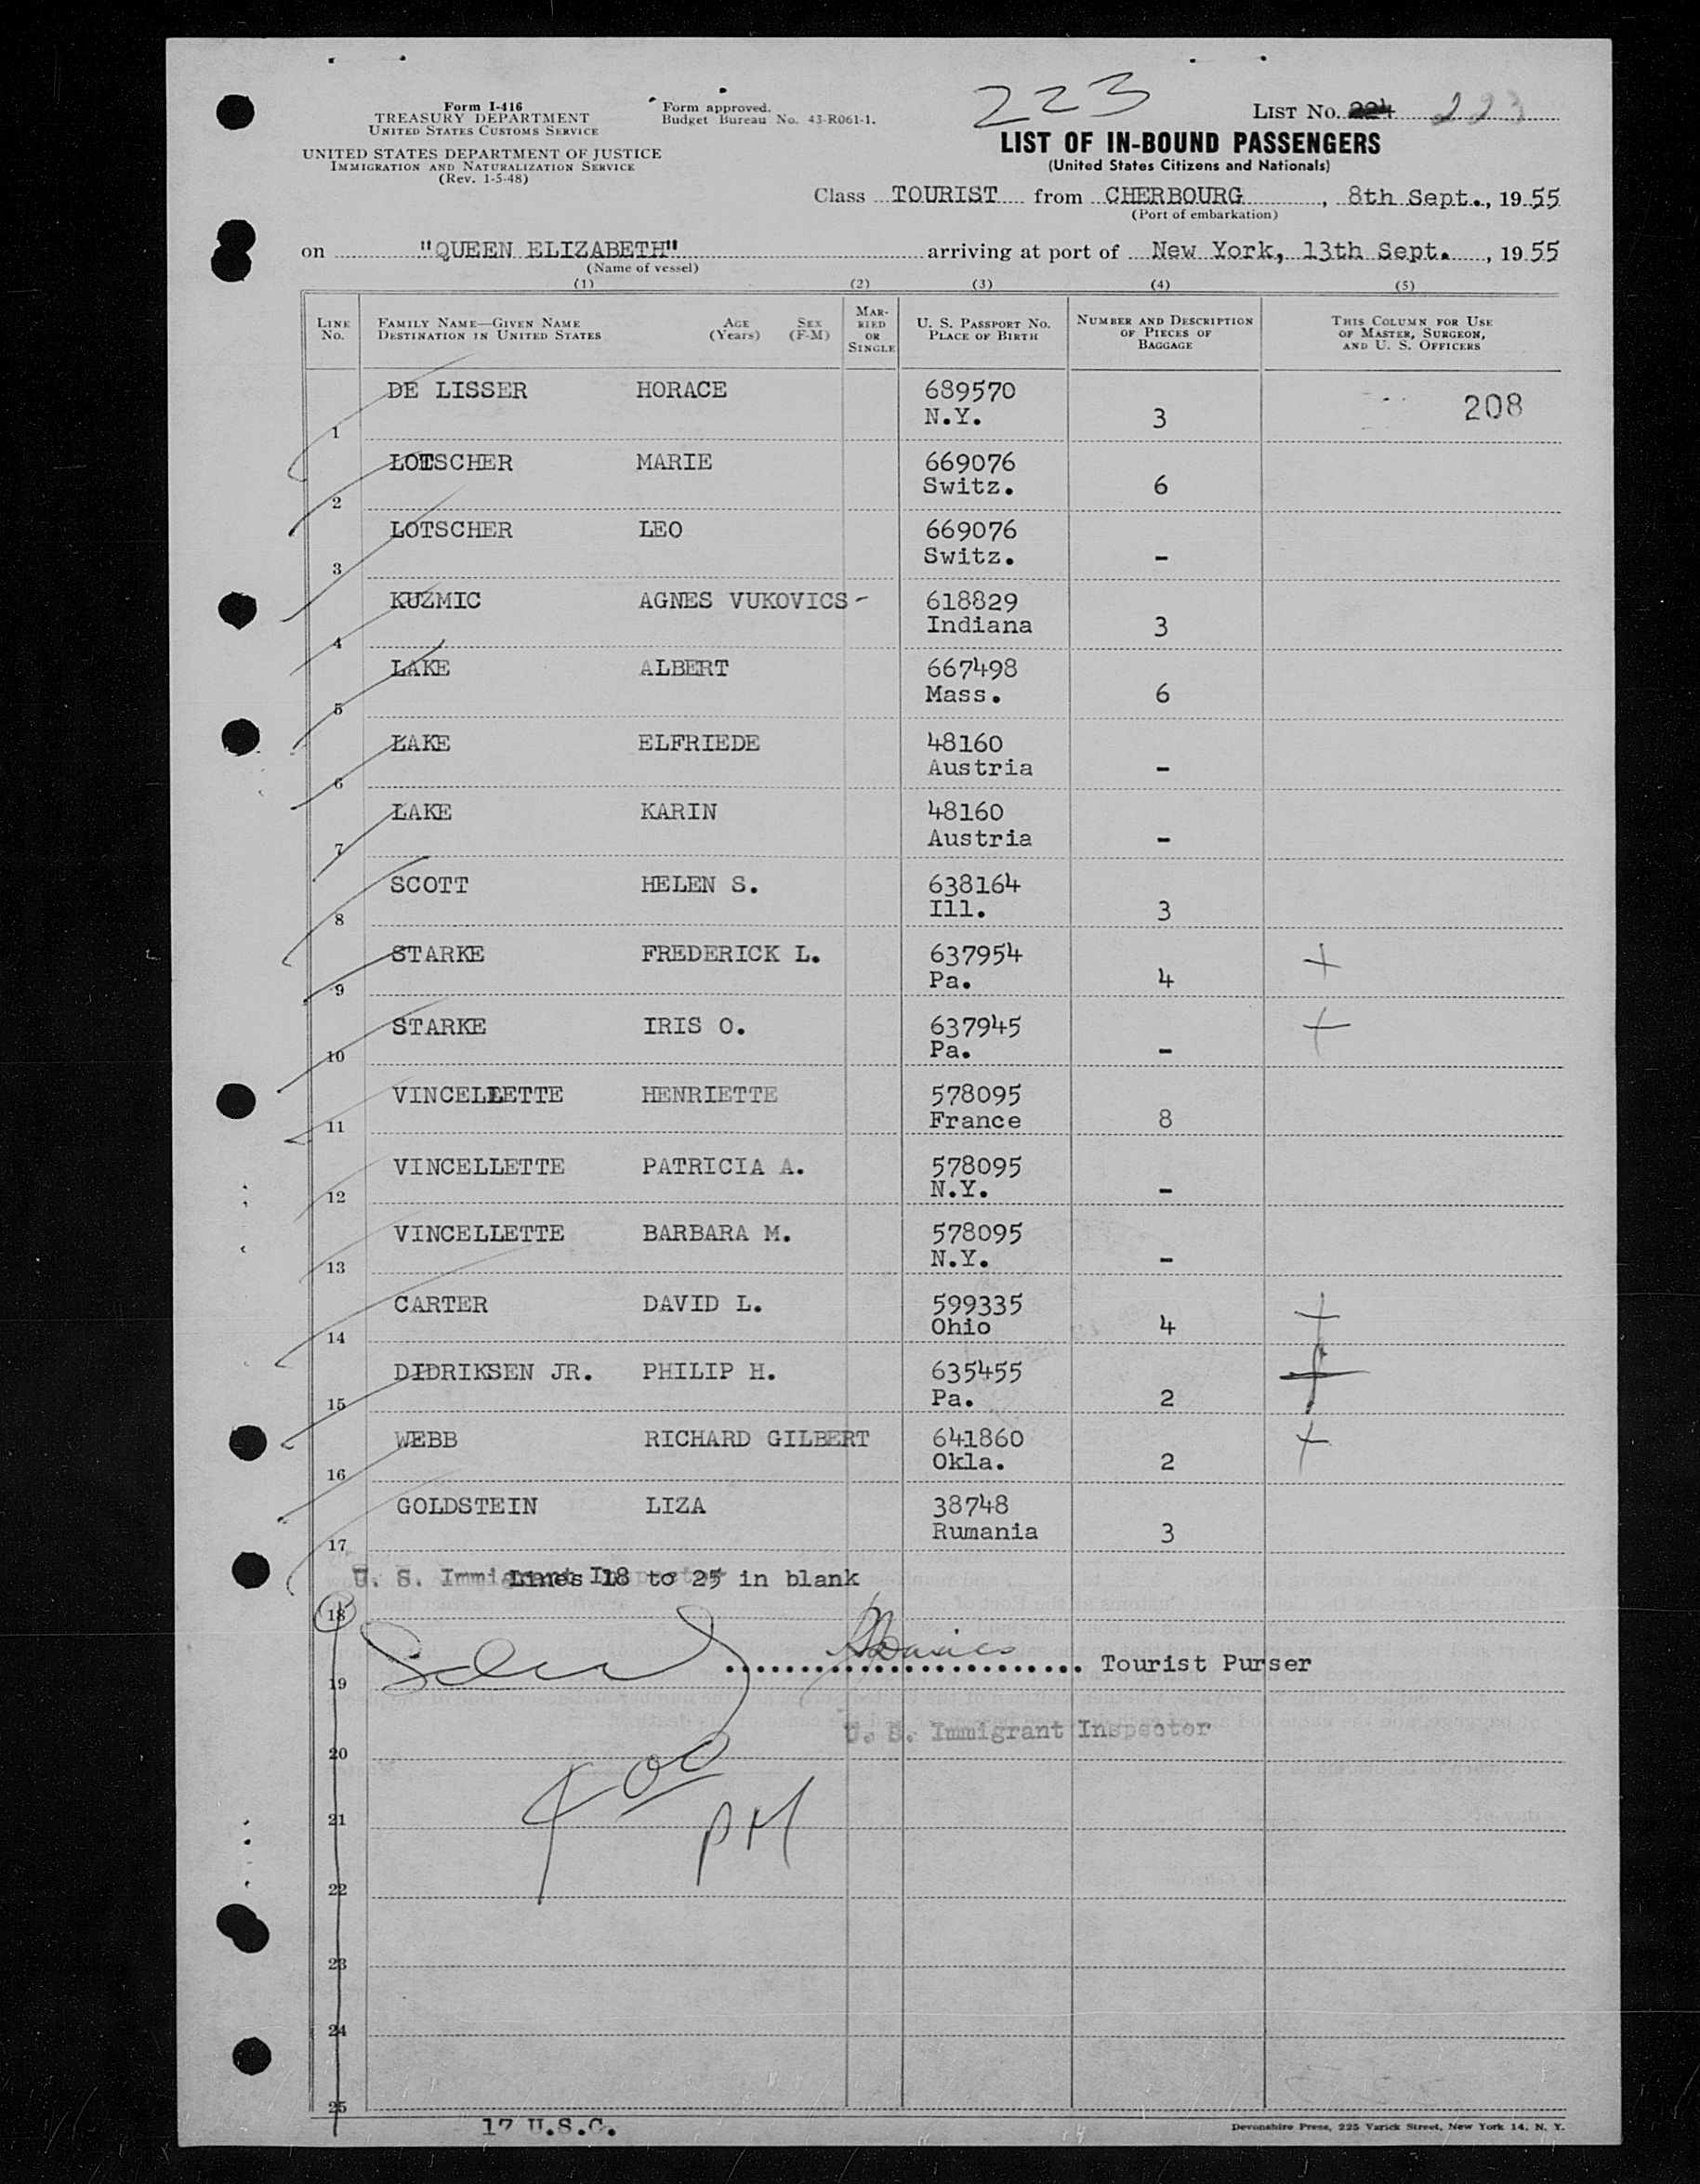 223
Form I-416
TREASURY DEPARTMENT
UNITED STATES CUSTOMS SERVICE
UNITED STATES DEPARTMENT OF JUSTICE
IMMIGRATION AND NATURALIZATION SERVICE
(Rev. 1-5-48)
Form approved.
Budget Bureau No. 43-R061-1.
LIST No. 224 223
LIST OF IN-BOUND PASSENGERS
(United States Citizens and Nationals)
Class TOURIST from CHERBOURG, 8th Sept., 1955
(Port of embarkation)
on "QUEEN ELIZABETH" arriving at port of New York, 13th Sept., 1955
(Name of vessel)
(1) (2) (3) (4) (5)
LINE No. FAMILY NAME—GIVEN NAME DESTINATION IN UNITED STATES AGE (Years) SEX (F-M) MARRIED OR SINGLE U. S. PASSPORT NO. PLACE OF BIRTH NUMBER AND DESCRIPTION OF PIECES OF BAGGAGE THIS COLUMN FOR USE OF MASTER, SURGEON, AND U. S. OFFICERS
DE LISSER HORACE 689570 208
1 N.Y. 3
LOTSCHER MARIE 669076
2 Switz. 6
LOTSCHER LEO 669076
3 Switz. -
KUZMIC AGNES VUKOVICS - 618829
4 Indiana 3
LAKE ALBERT 667498
5 Mass. 6
LAKE ELFRIEDE 48160
6 Austria -
LAKE KARIN 48160
7 Austria -
SCOTT HELEN S. 638164
8 Ill. 3
STARKE FREDERICK L. 637954 +
9 Pa. 4
STARKE IRIS O. 637945 +
10 Pa. -
VINCELLETTE HENRIETTE 578095
11 France 8
VINCELLETTE PATRICIA A. 578095
12 N.Y. -
VINCELLETTE BARBARA M. 578095
13 N.Y. -
CARTER DAVID L. 599335 +
14 Ohio 4
DIDRIKSEN JR. PHILIP H. 635455 +
15 Pa. 2
WEBB RICHARD GILBERT 641860 +
16 Okla. 2
GOLDSTEIN LIZA 38748
17 Rumania 3
U. S. Immigrant Inspector
Lines 18 to 25 in blank
18
19 Tourist Purser
U. S. Immigrant Inspector
20
4 00
PM
21
22
23
24
25
17 U.S.C.
Devonshire Press, 225 Varick Street, New York 14, N. Y.